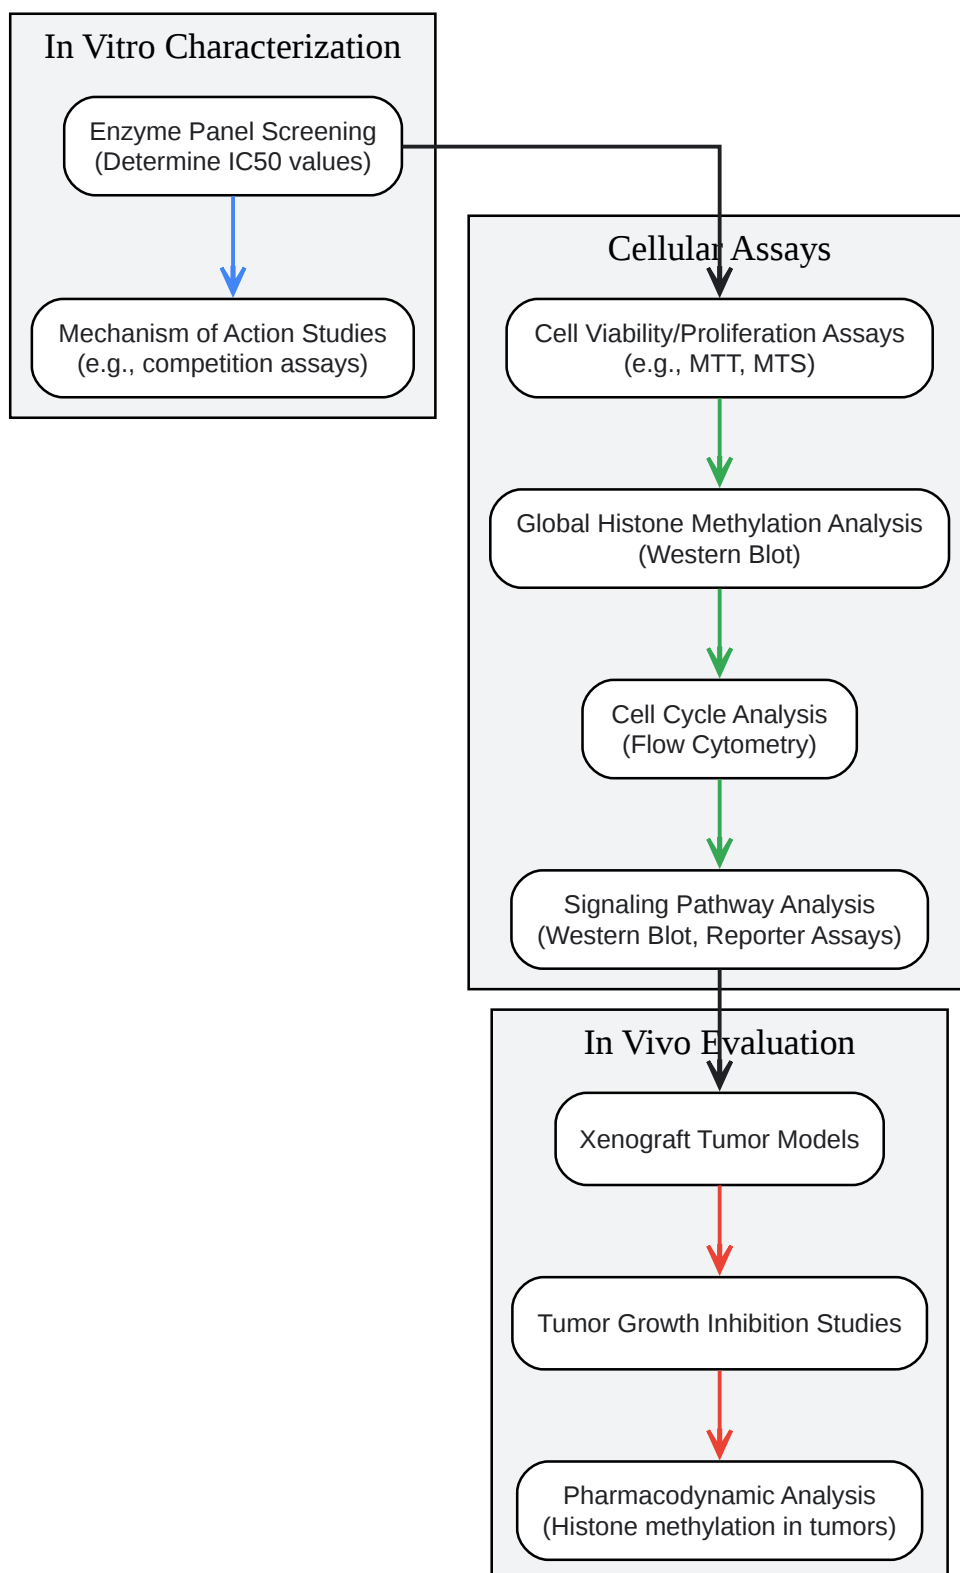 In Vitro Characterization
Enzyme Panel Screening
(Determine IC50 values)
Mechanism of Action Studies
(e.g., competition assays)
Cellular Assays
Cell Viability/Proliferation Assays
(e.g., MTT, MTS)
Global Histone Methylation Analysis
(Western Blot)
Cell Cycle Analysis
(Flow Cytometry)
Signaling Pathway Analysis
(Western Blot, Reporter Assays)
In Vivo Evaluation
Xenograft Tumor Models
Tumor Growth Inhibition Studies
Pharmacodynamic Analysis
(Histone methylation in tumors)